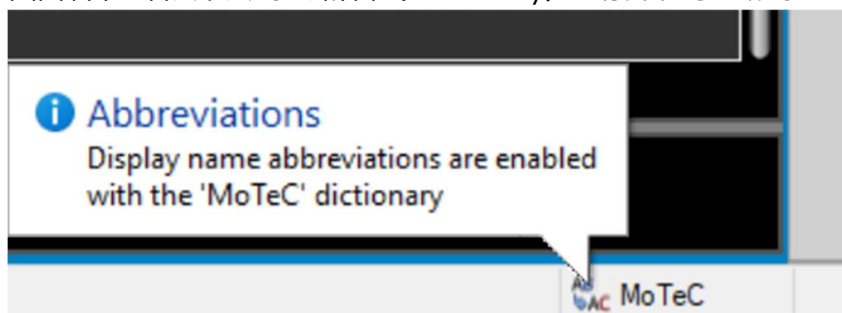 Abbreviations
Display name abbreviations are enabled
with the 'MoTeC' dictionary
MoTeC